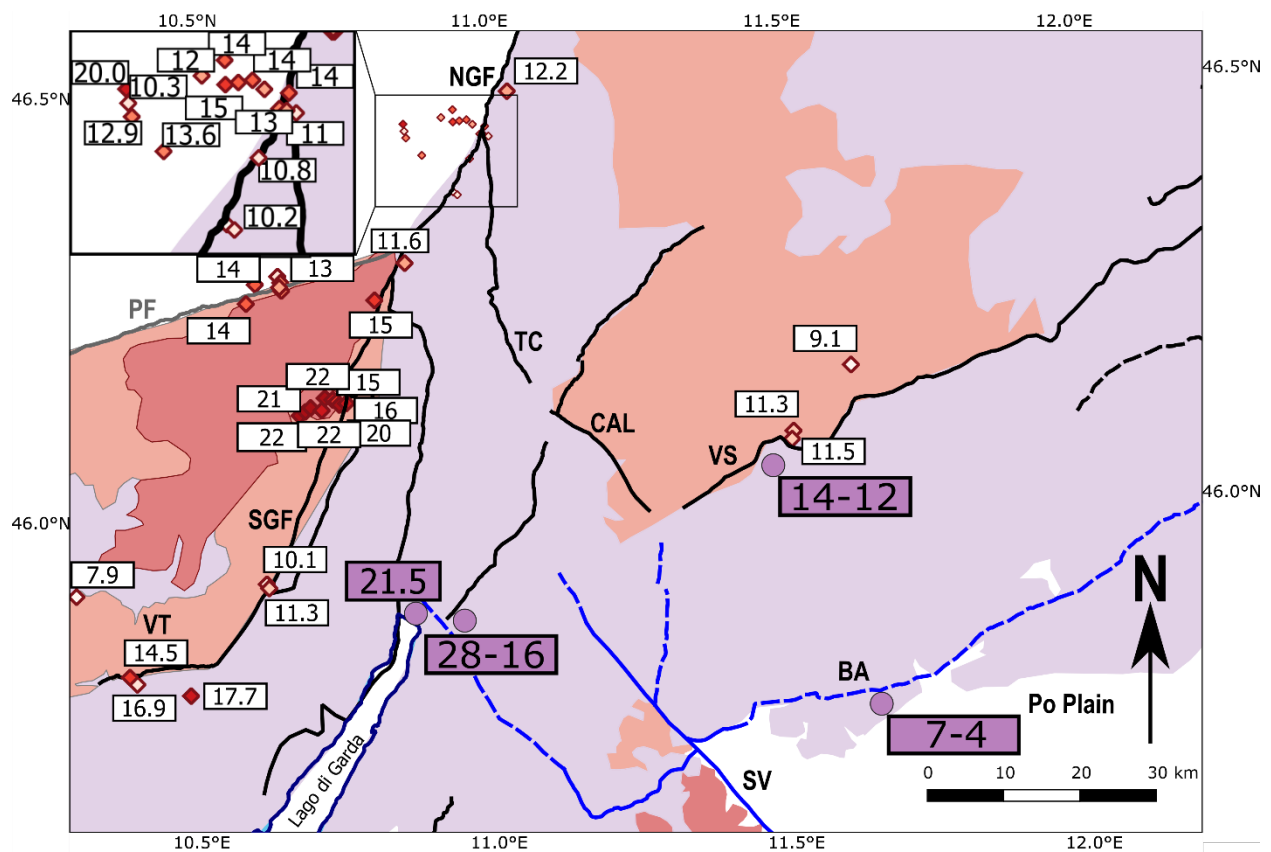 10.5°E 11.0°E 11.5°E 12.0°E
46.5°N
46.5°N
14
12
14
14
20.0
10.3
15
13
11
12.9
13.6
10.8
10.2
NGF
12.2
11.6
14
13
PF
14
15
TC
9.1
22
15
21
16
22
22
20
CAL
11.3
VS
11.5
14-12
46.0°N
46.0°N
SGF
10.1
7.9
11.3
21.5
VT
14.5
28-16
N
16.9
17.7
BA
Po Plain
7-4
SV
Lago di Garda
0 10 20 30 km
10.5°E 11.0°E 11.5°E 12.0°E